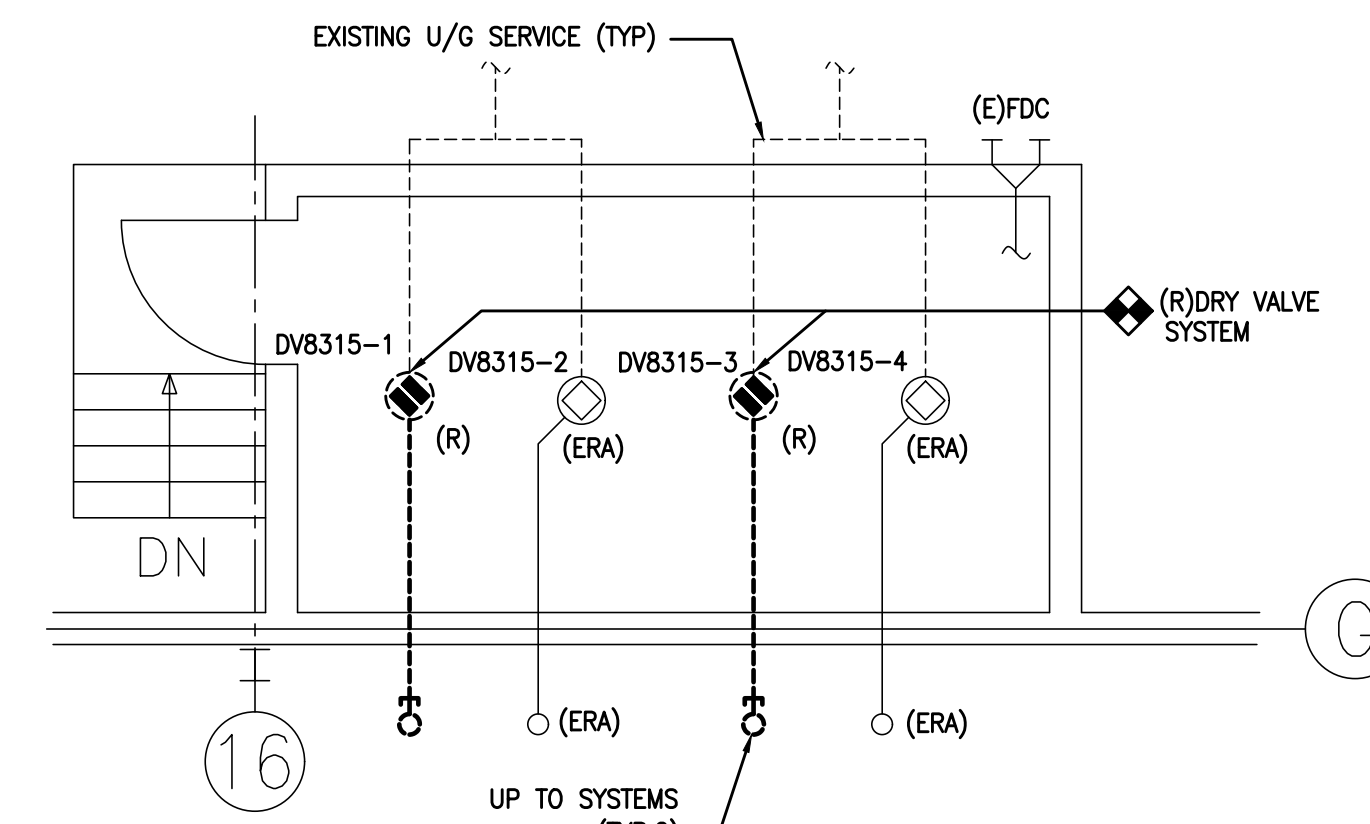 EXISTING U/G SERVICE (TYP)
(E)FDC
(R)DRY VALVE
SYSTEM
DV8315-1
DV8315-2
DV8315-3
DV8315-4
(R)
(ERA)
(R)
(ERA)
DN
(ERA)
(ERA)
16
UP TO SYSTEMS